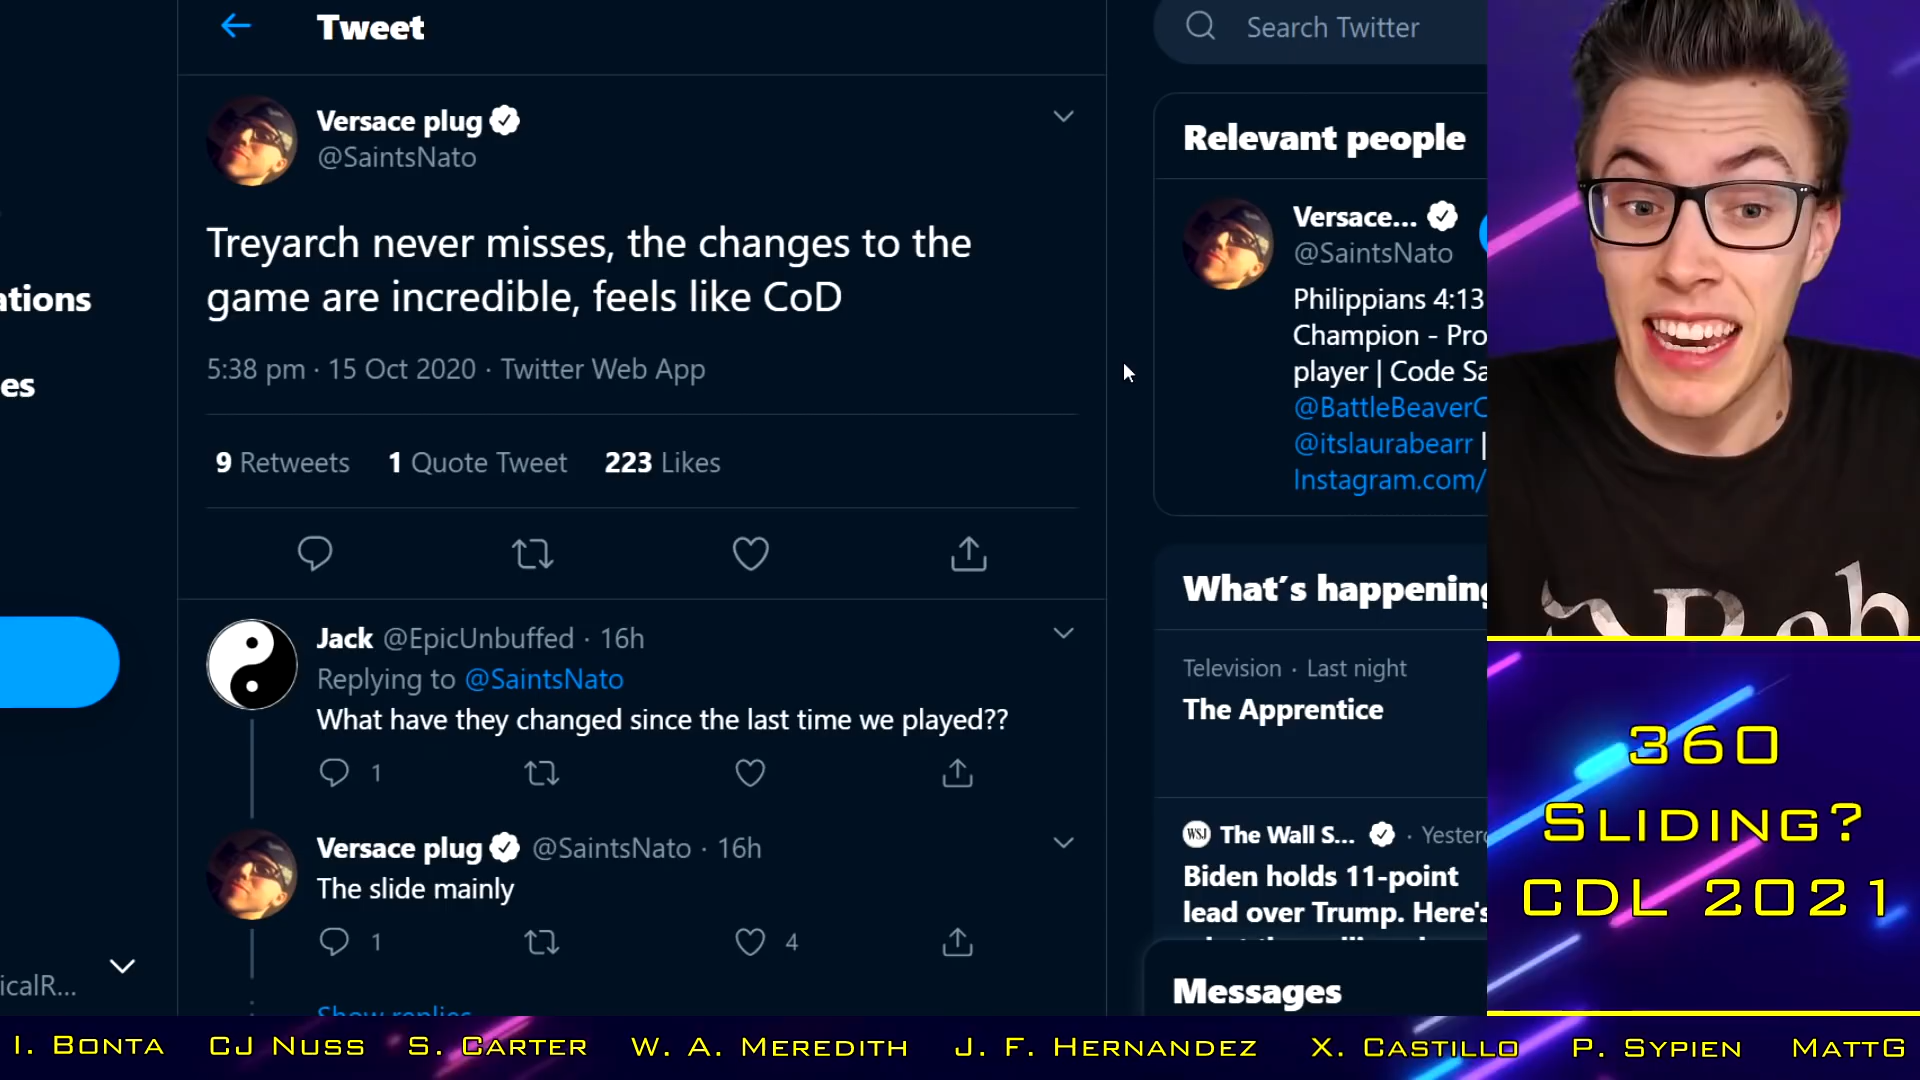 Tweet
Search Twitter
Versace plug
@SaintsNato
Treyarch never misses, the changes to the
game are incredible, feels like CoD
5:38 pm · 15 Oct 2020 · Twitter Web App
9 Retweets 1 Quote Tweet 223 Likes
Jack @EpicUnbuffed · 16h
Replying to @SaintsNato
What have they changed since the last time we played??
1
Versace plug @SaintsNato · 16h
The slide mainly
1 4
Show replies
ations
es
icalR...
Relevant people
Versace...
@SaintsNato
Philippians 4:13
Champion - Pro
player | Code Sa
@BattleBeaverC
@itslaurabearr |
Instagram.com/
What's happening
Television · Last night
The Apprentice
WSJ The Wall S... · Yester
Biden holds 11-point
lead over Trump. Here's
Messages
360
Sliding?
CDL 2021
I. Bonta CJ Nuss S. Carter W. A. Meredith J. F. Hernandez X. Castillo P. Sypien MattG